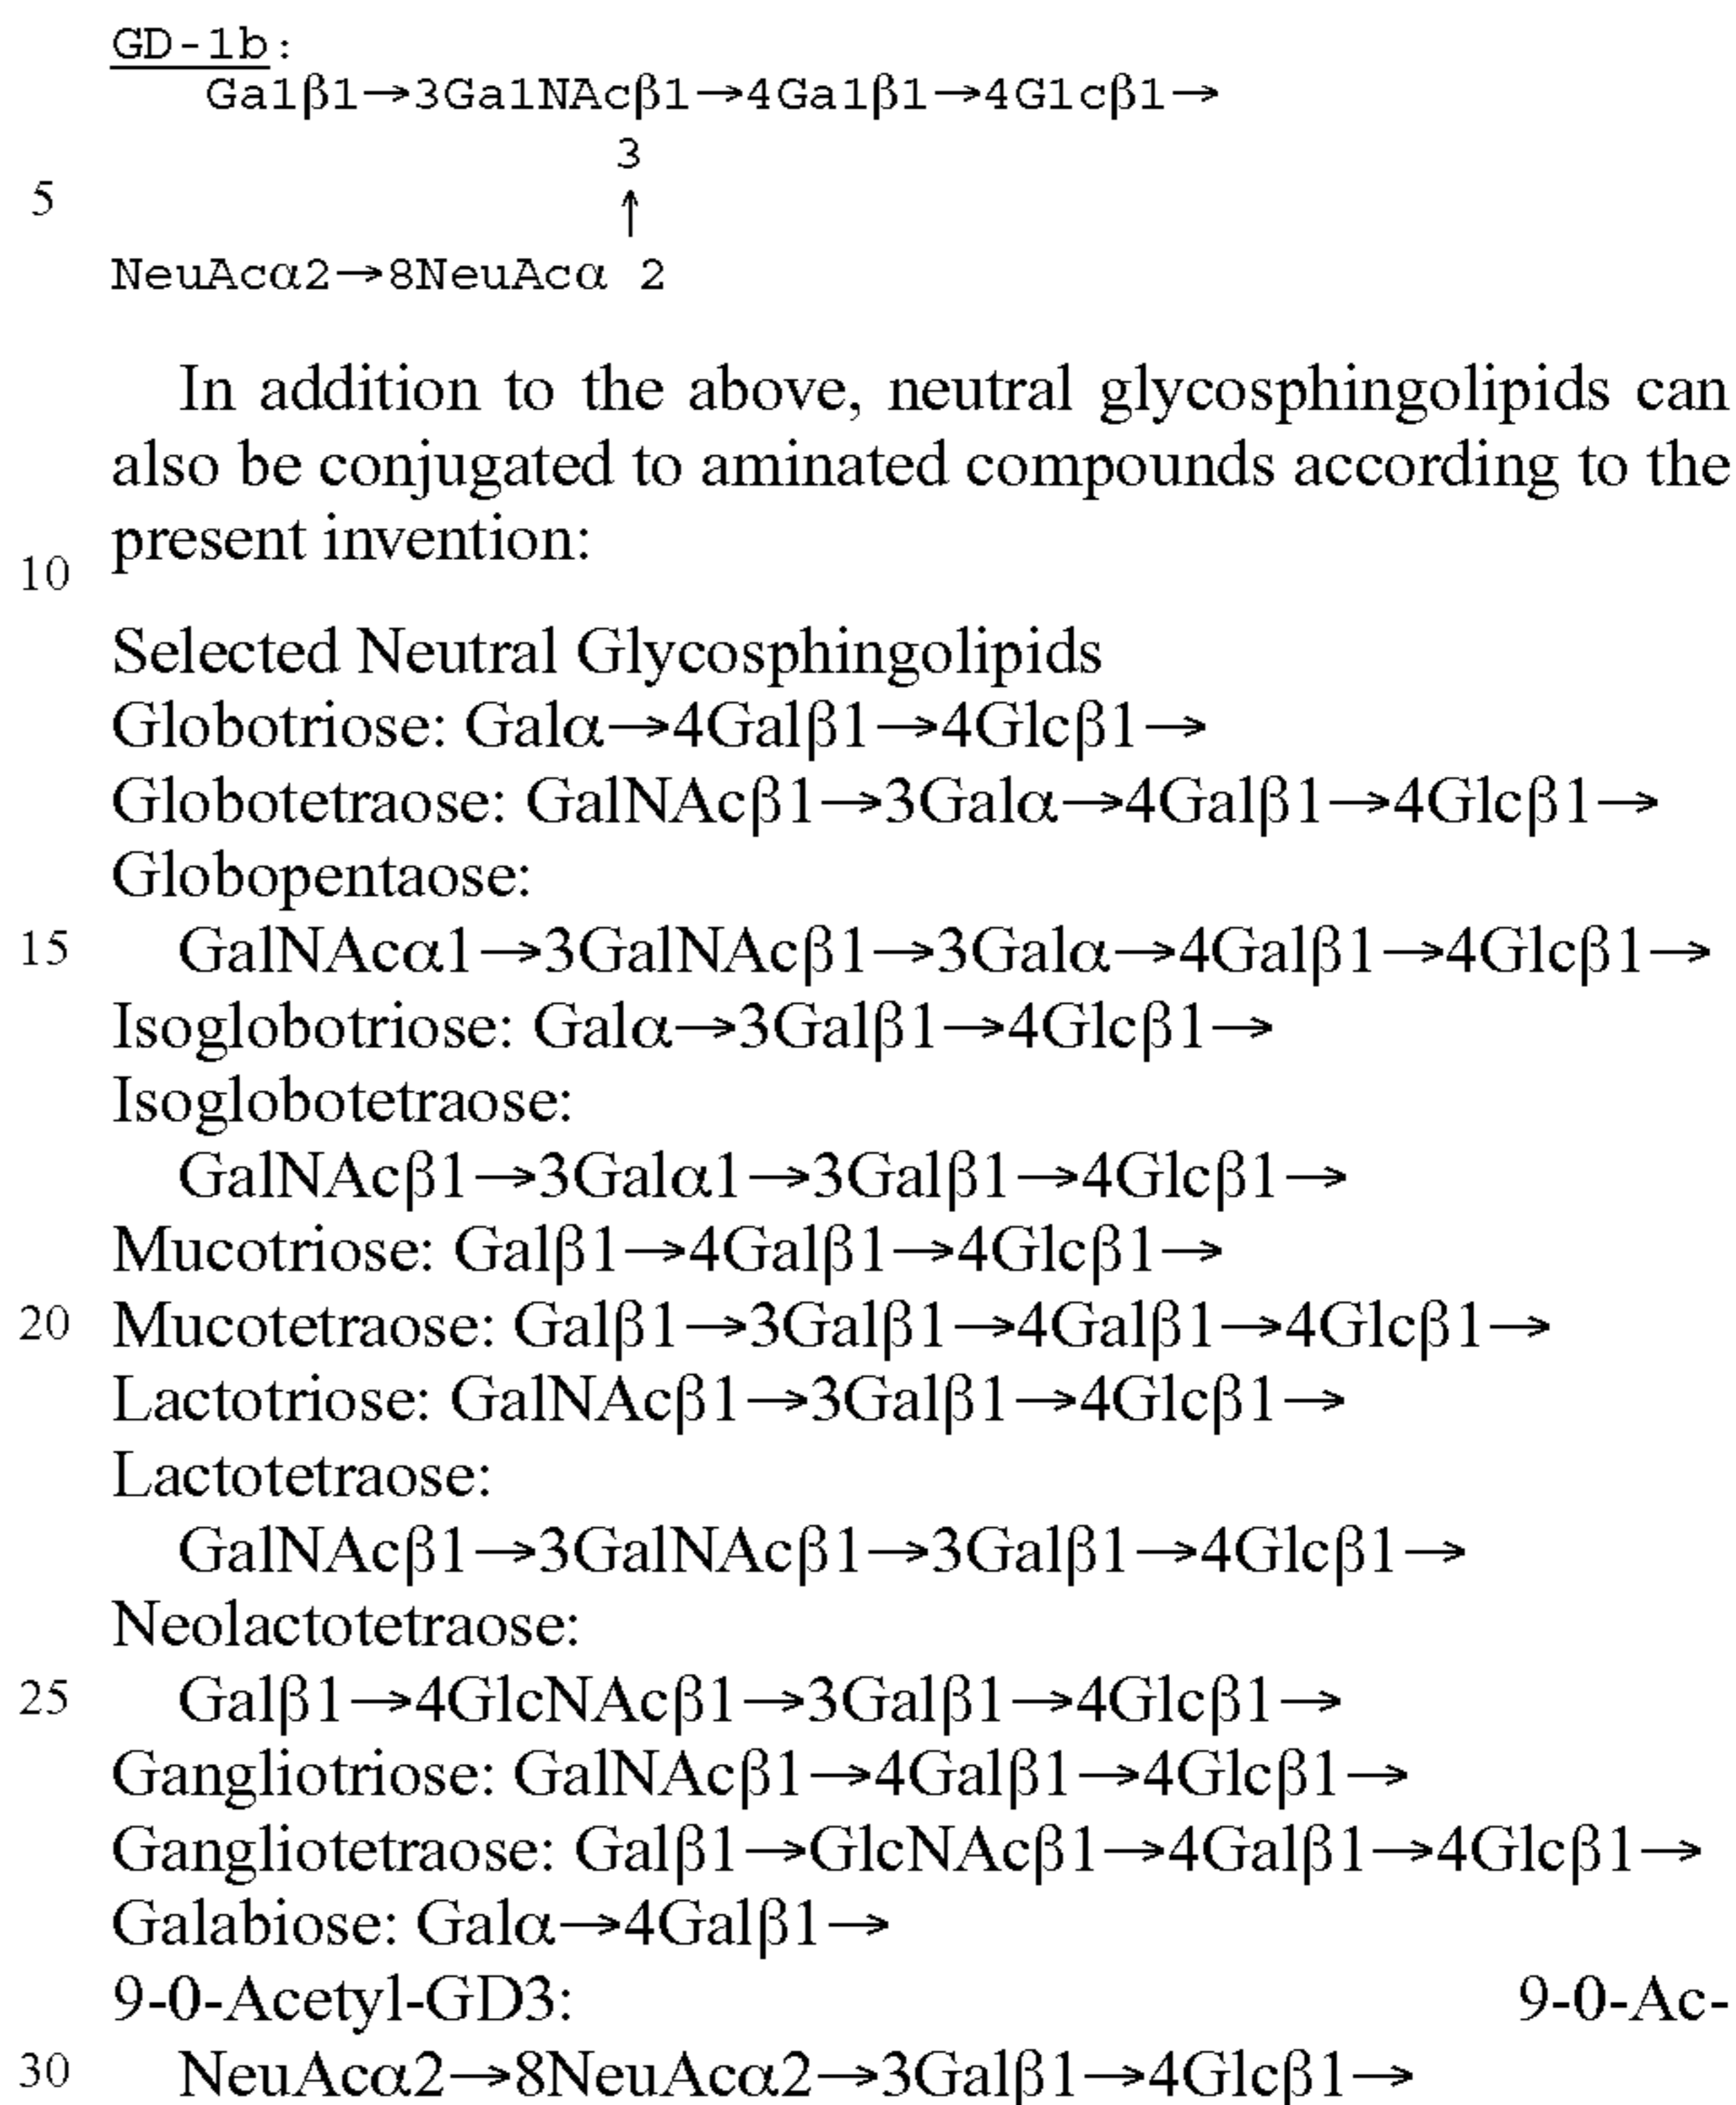 GD-1b:
Ga1β1→3Ga1NAcβ1→4Ga1β1→4G1cβ1→
3
5
↑
NeuAcα2→8NeuAcα 2
In addition to the above, neutral glycosphingolipids can
also be conjugated to aminated compounds according to the
present invention:
10
Selected Neutral Glycosphingolipids
Globotriose: Galα→4Galβ1→4Glcβ1→
Globotetraose: GalNAcβ1→3Galα→4Galβ1→4Glcβ1→
Globopentaose:
15 GalNAcα1→3GalNAcβ1→3Galα→4Galβ1→4Glcβ1→
Isoglobotriose: Galα→3Galβ1→4Glcβ1→
Isoglobotetraose:
GalNAcβ1→3Galα1→3Galβ1→4Glcβ1→
Mucotriose: Galβ1→4Galβ1→4Glcβ1→
20 Mucotetraose: Galβ1→3Galβ1→4Galβ1→4Glcβ1→
Lactotriose: GalNAcβ1→3Galβ1→4Glcβ1→
Lactotetraose:
GalNAcβ1→3GalNAcβ1→3Galβ1→4Glcβ1→
Neolactotetraose:
25 Galβ1→4GlcNAcβ1→3Galβ1→4Glcβ1→
Gangliotriose: GalNAcβ1→4Galβ1→4Glcβ1→
Gangliotetraose: Galβ1→GlcNAcβ1→4Galβ1→4Glcβ1→
Galabiose: Galα→4Galβ1→
9-0-Acetyl-GD3: 9-0-Ac-
30 NeuAcα2→8NeuAcα2→3Galβ1→4Glcβ1→